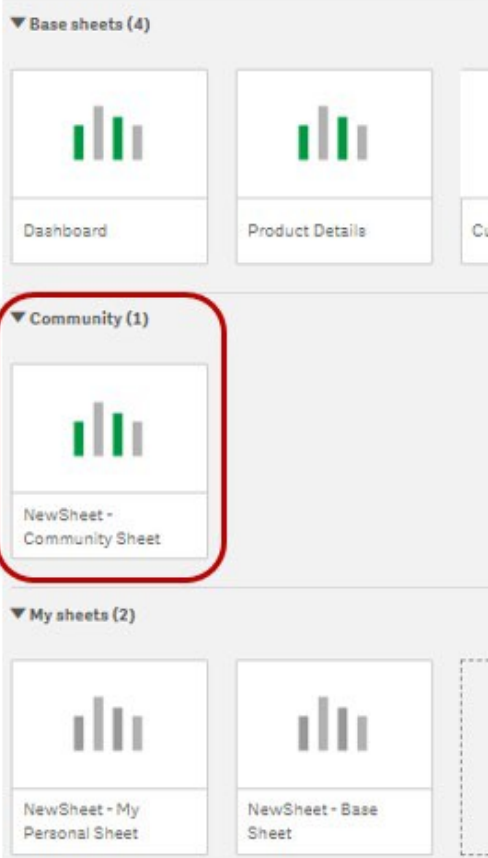 Base sheets (4)
Dashboard
Product Details
Community (1)
NewSheet -
Community Sheet
My sheets (2)
NewSheet - My
Personal Sheet
NewSheet - Base
Sheet